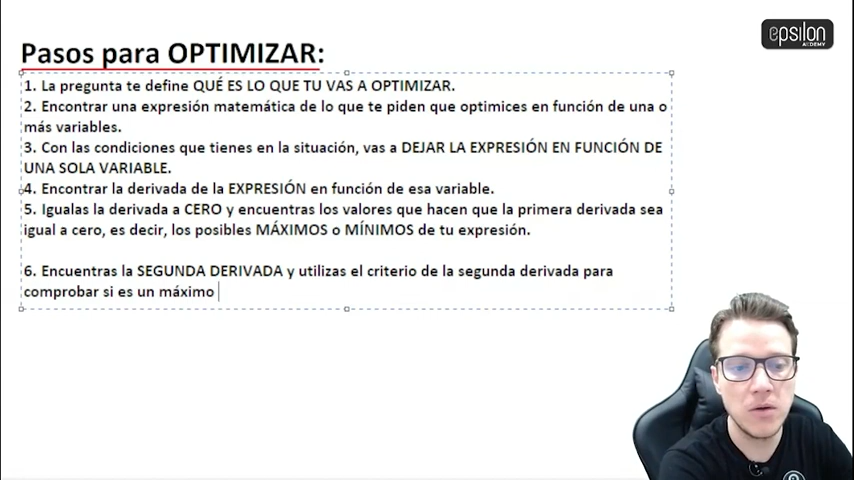 epsilon
ACADEMY
Pasos para OPTIMIZAR:
1. La pregunta te define QUÉ ES LO QUE TU VAS A OPTIMIZAR.
2. Encontrar una expresión matemática de lo que te piden que optimices en función de una o
más variables.
3. Con las condiciones que tienes en la situación, vas a DEJAR LA EXPRESIÓN EN FUNCIÓN DE
UNA SOLA VARIABLE.
4. Encontrar la derivada de la EXPRESIÓN en función de esa variable.
5. Igualas la derivada a CERO y encuentras los valores que hacen que la primera derivada sea
igual a cero, es decir, los posibles MÁXIMOS o MÍNIMOS de tu expresión.
6. Encuentras la SEGUNDA DERIVADA y utilizas el criterio de la segunda derivada para
comprobar si es un máximo